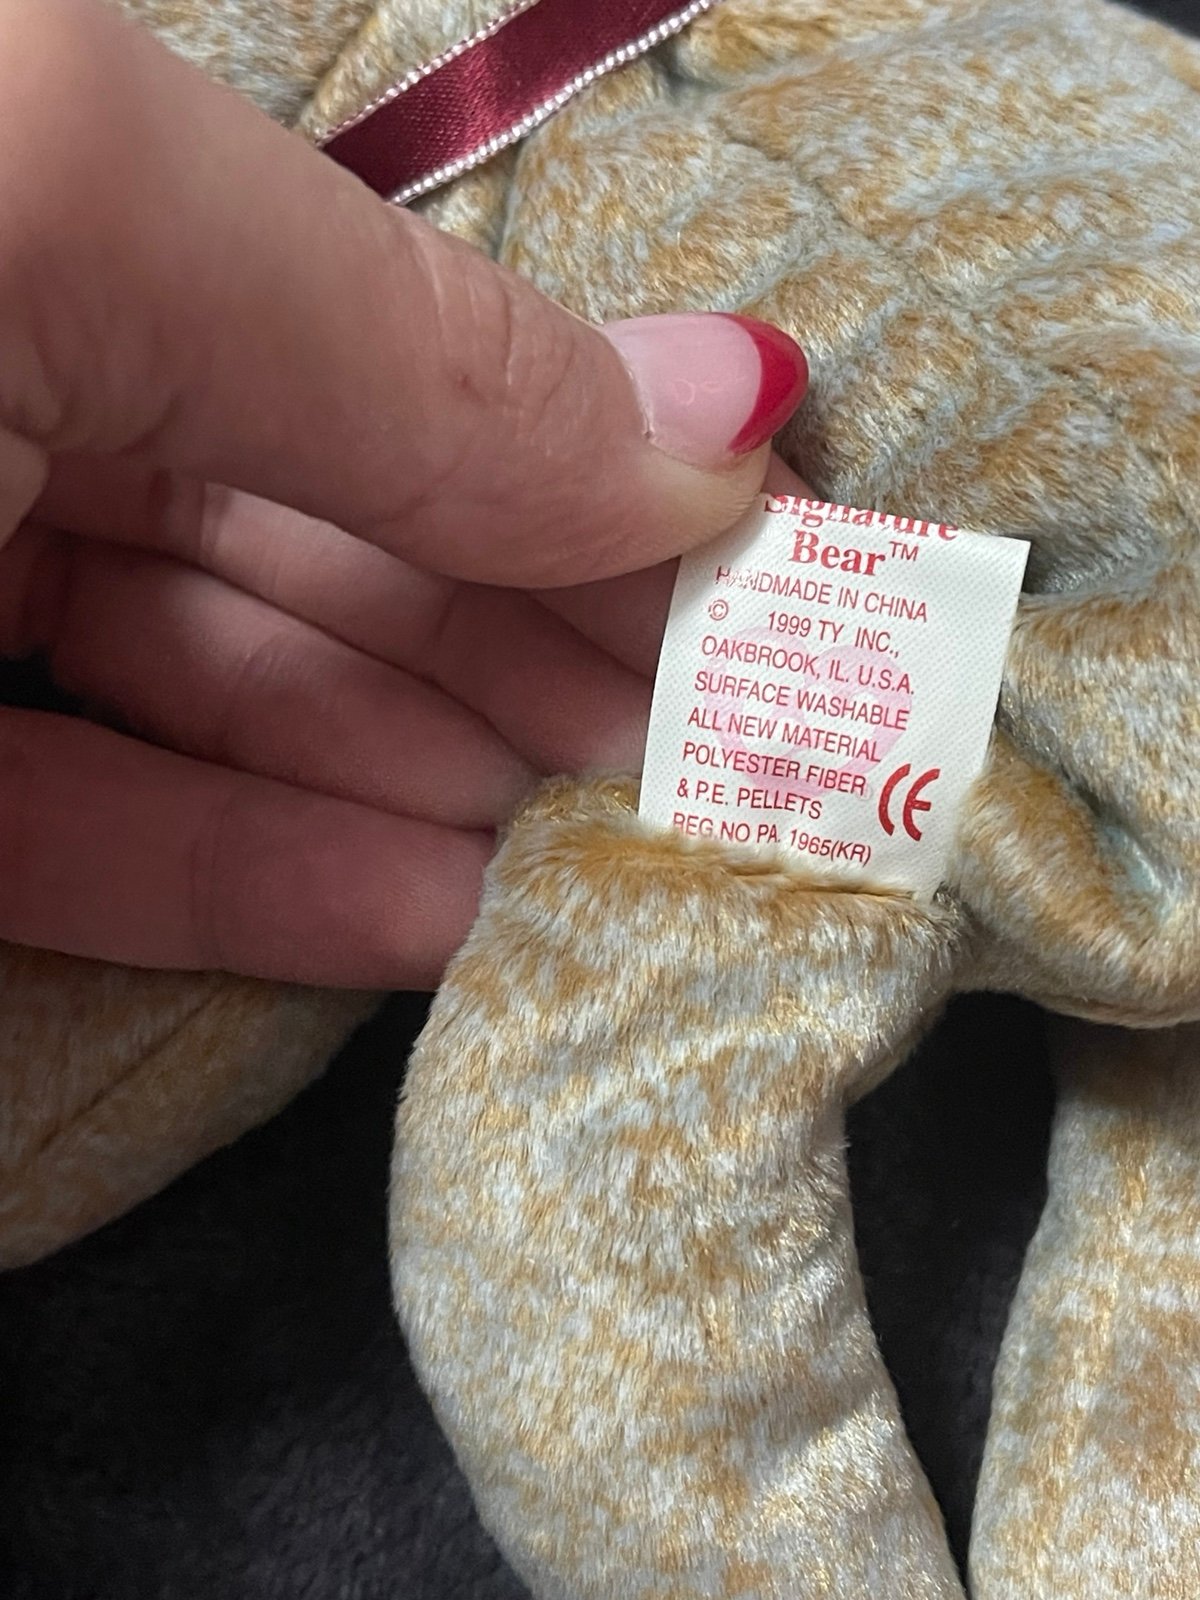 Signature
Bear™
HANDMADE IN CHINA
© 1999 TY INC.,
OAKBROOK, IL. U.S.A.
SURFACE WASHABLE
ALL NEW MATERIAL
POLYESTER FIBER
& P.E. PELLETS CE
REG.NO PA. 1965(KR)